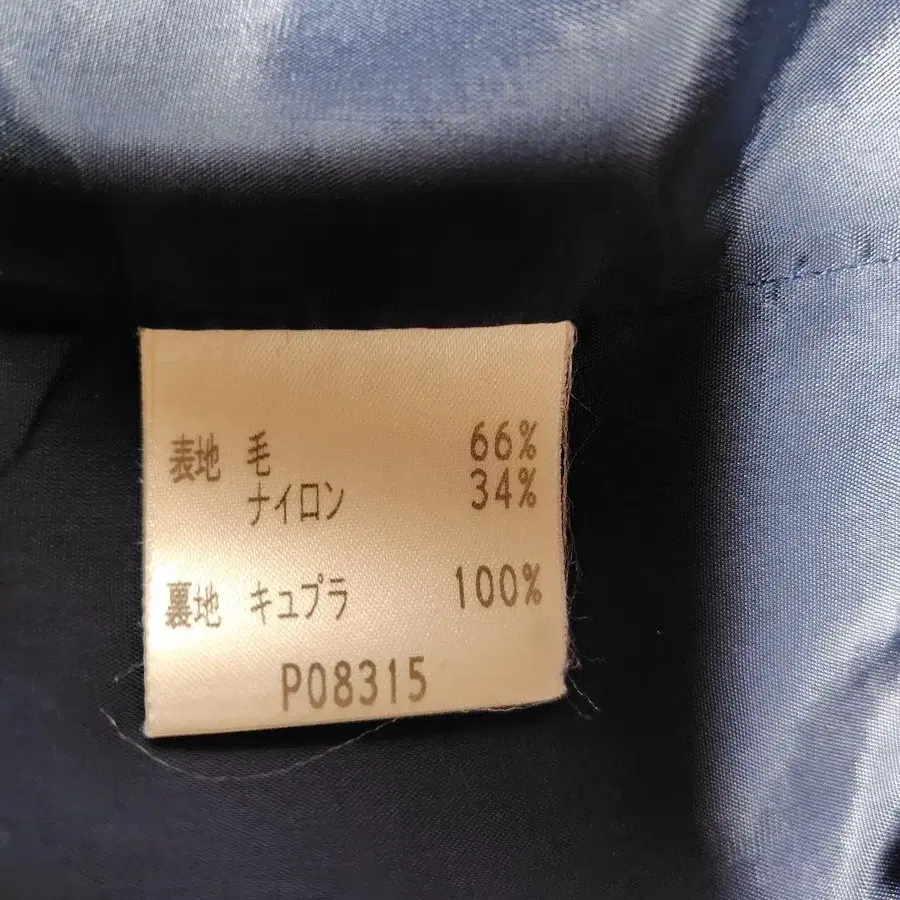 表地 毛 66%
ナイロン 34%
裏地 キュプラ 100%
P08315